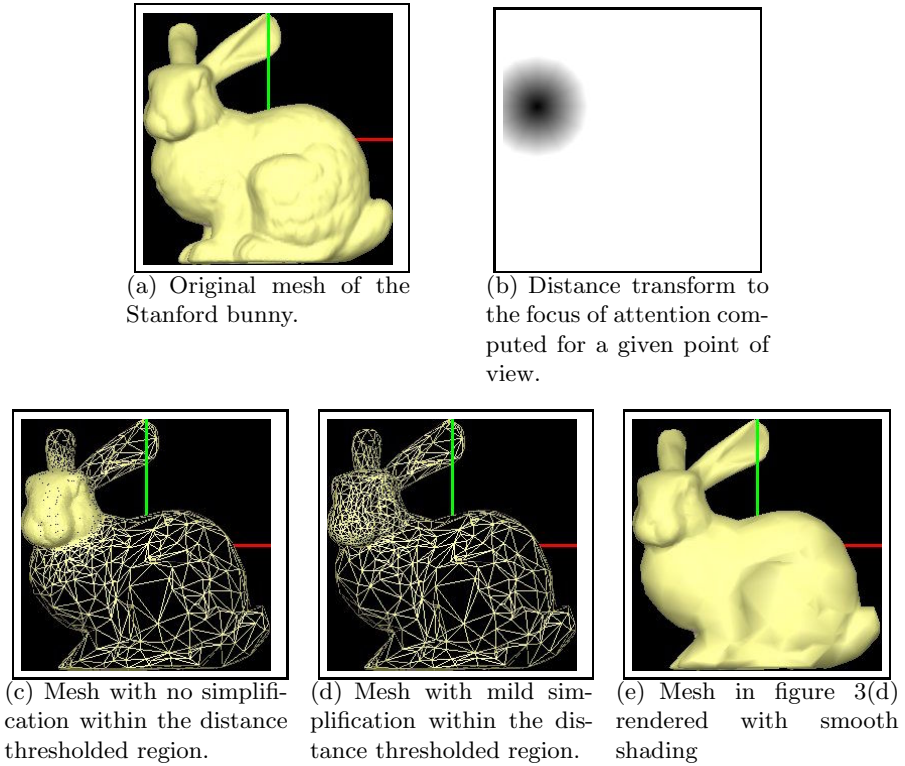 (a) Original mesh of the
Stanford bunny.
(b) Distance transform to
the focus of attention com-
puted for a given point of
view.
(c) Mesh with no simplifi-
cation within the distance
thresholded region.
(d) Mesh with mild sim-
plification within the dis-
tance thresholded region.
(e) Mesh in figure 3(d)
rendered with smooth
shading